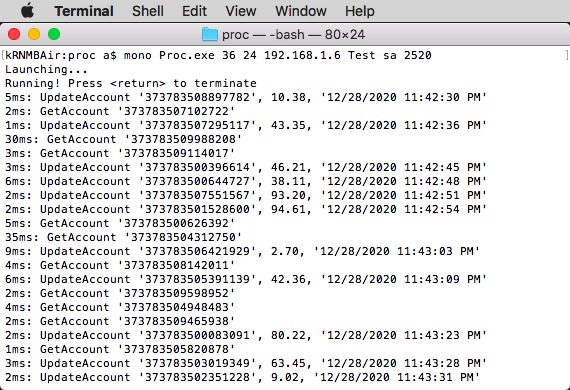 Terminal Shell Edit View Window Help
proc — -bash — 80×24
[kRNMBAir:proc a$ mono Proc.exe 36 24 192.168.1.6 Test sa 2520 ]
Launching...
Running! Press <return> to terminate
5ms: UpdateAccount '373783508897782', 10.38, '12/28/2020 11:42:30 PM'
2ms: GetAccount '373783507102722'
1ms: UpdateAccount '373783507295117', 43.35, '12/28/2020 11:42:36 PM'
30ms: GetAccount '373783509988208'
3ms: GetAccount '373783509114017'
3ms: UpdateAccount '373783500396614', 46.21, '12/28/2020 11:42:45 PM'
6ms: UpdateAccount '373783500644727', 38.11, '12/28/2020 11:42:48 PM'
2ms: UpdateAccount '373783507551567', 93.20, '12/28/2020 11:42:51 PM'
2ms: UpdateAccount '373783501528600', 94.61, '12/28/2020 11:42:54 PM'
5ms: GetAccount '373783500626392'
35ms: GetAccount '373783504312750'
9ms: UpdateAccount '373783506421929', 2.70, '12/28/2020 11:43:03 PM'
4ms: GetAccount '373783508142011'
3ms: UpdateAccount '373783505391139', 42.36, '12/28/2020 11:43:09 PM'
2ms: GetAccount '373783509598952'
4ms: GetAccount '373783504948483'
2ms: GetAccount '373783509465938'
2ms: UpdateAccount '373783500083091', 80.22, '12/28/2020 11:43:23 PM'
1ms: GetAccount '373783505820878'
3ms: UpdateAccount '373783503019349', 63.45, '12/28/2020 11:43:28 PM'
2ms: UpdateAccount '373783502351228', 9.02, '12/28/2020 11:43:31 PM'